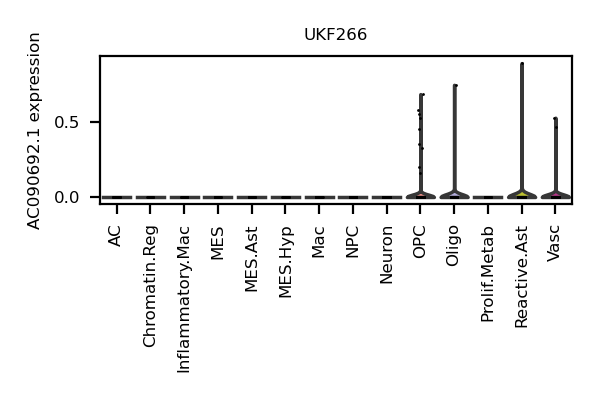 UKF266
AC090692.1 expression
0.5
0.0
AC
Chromatin.Reg
Inflammatory.Mac
MES
MES.Ast
MES.Hyp
Mac
NPC
Neuron
OPC
Oligo
Prolif.Metab
Reactive.Ast
Vasc